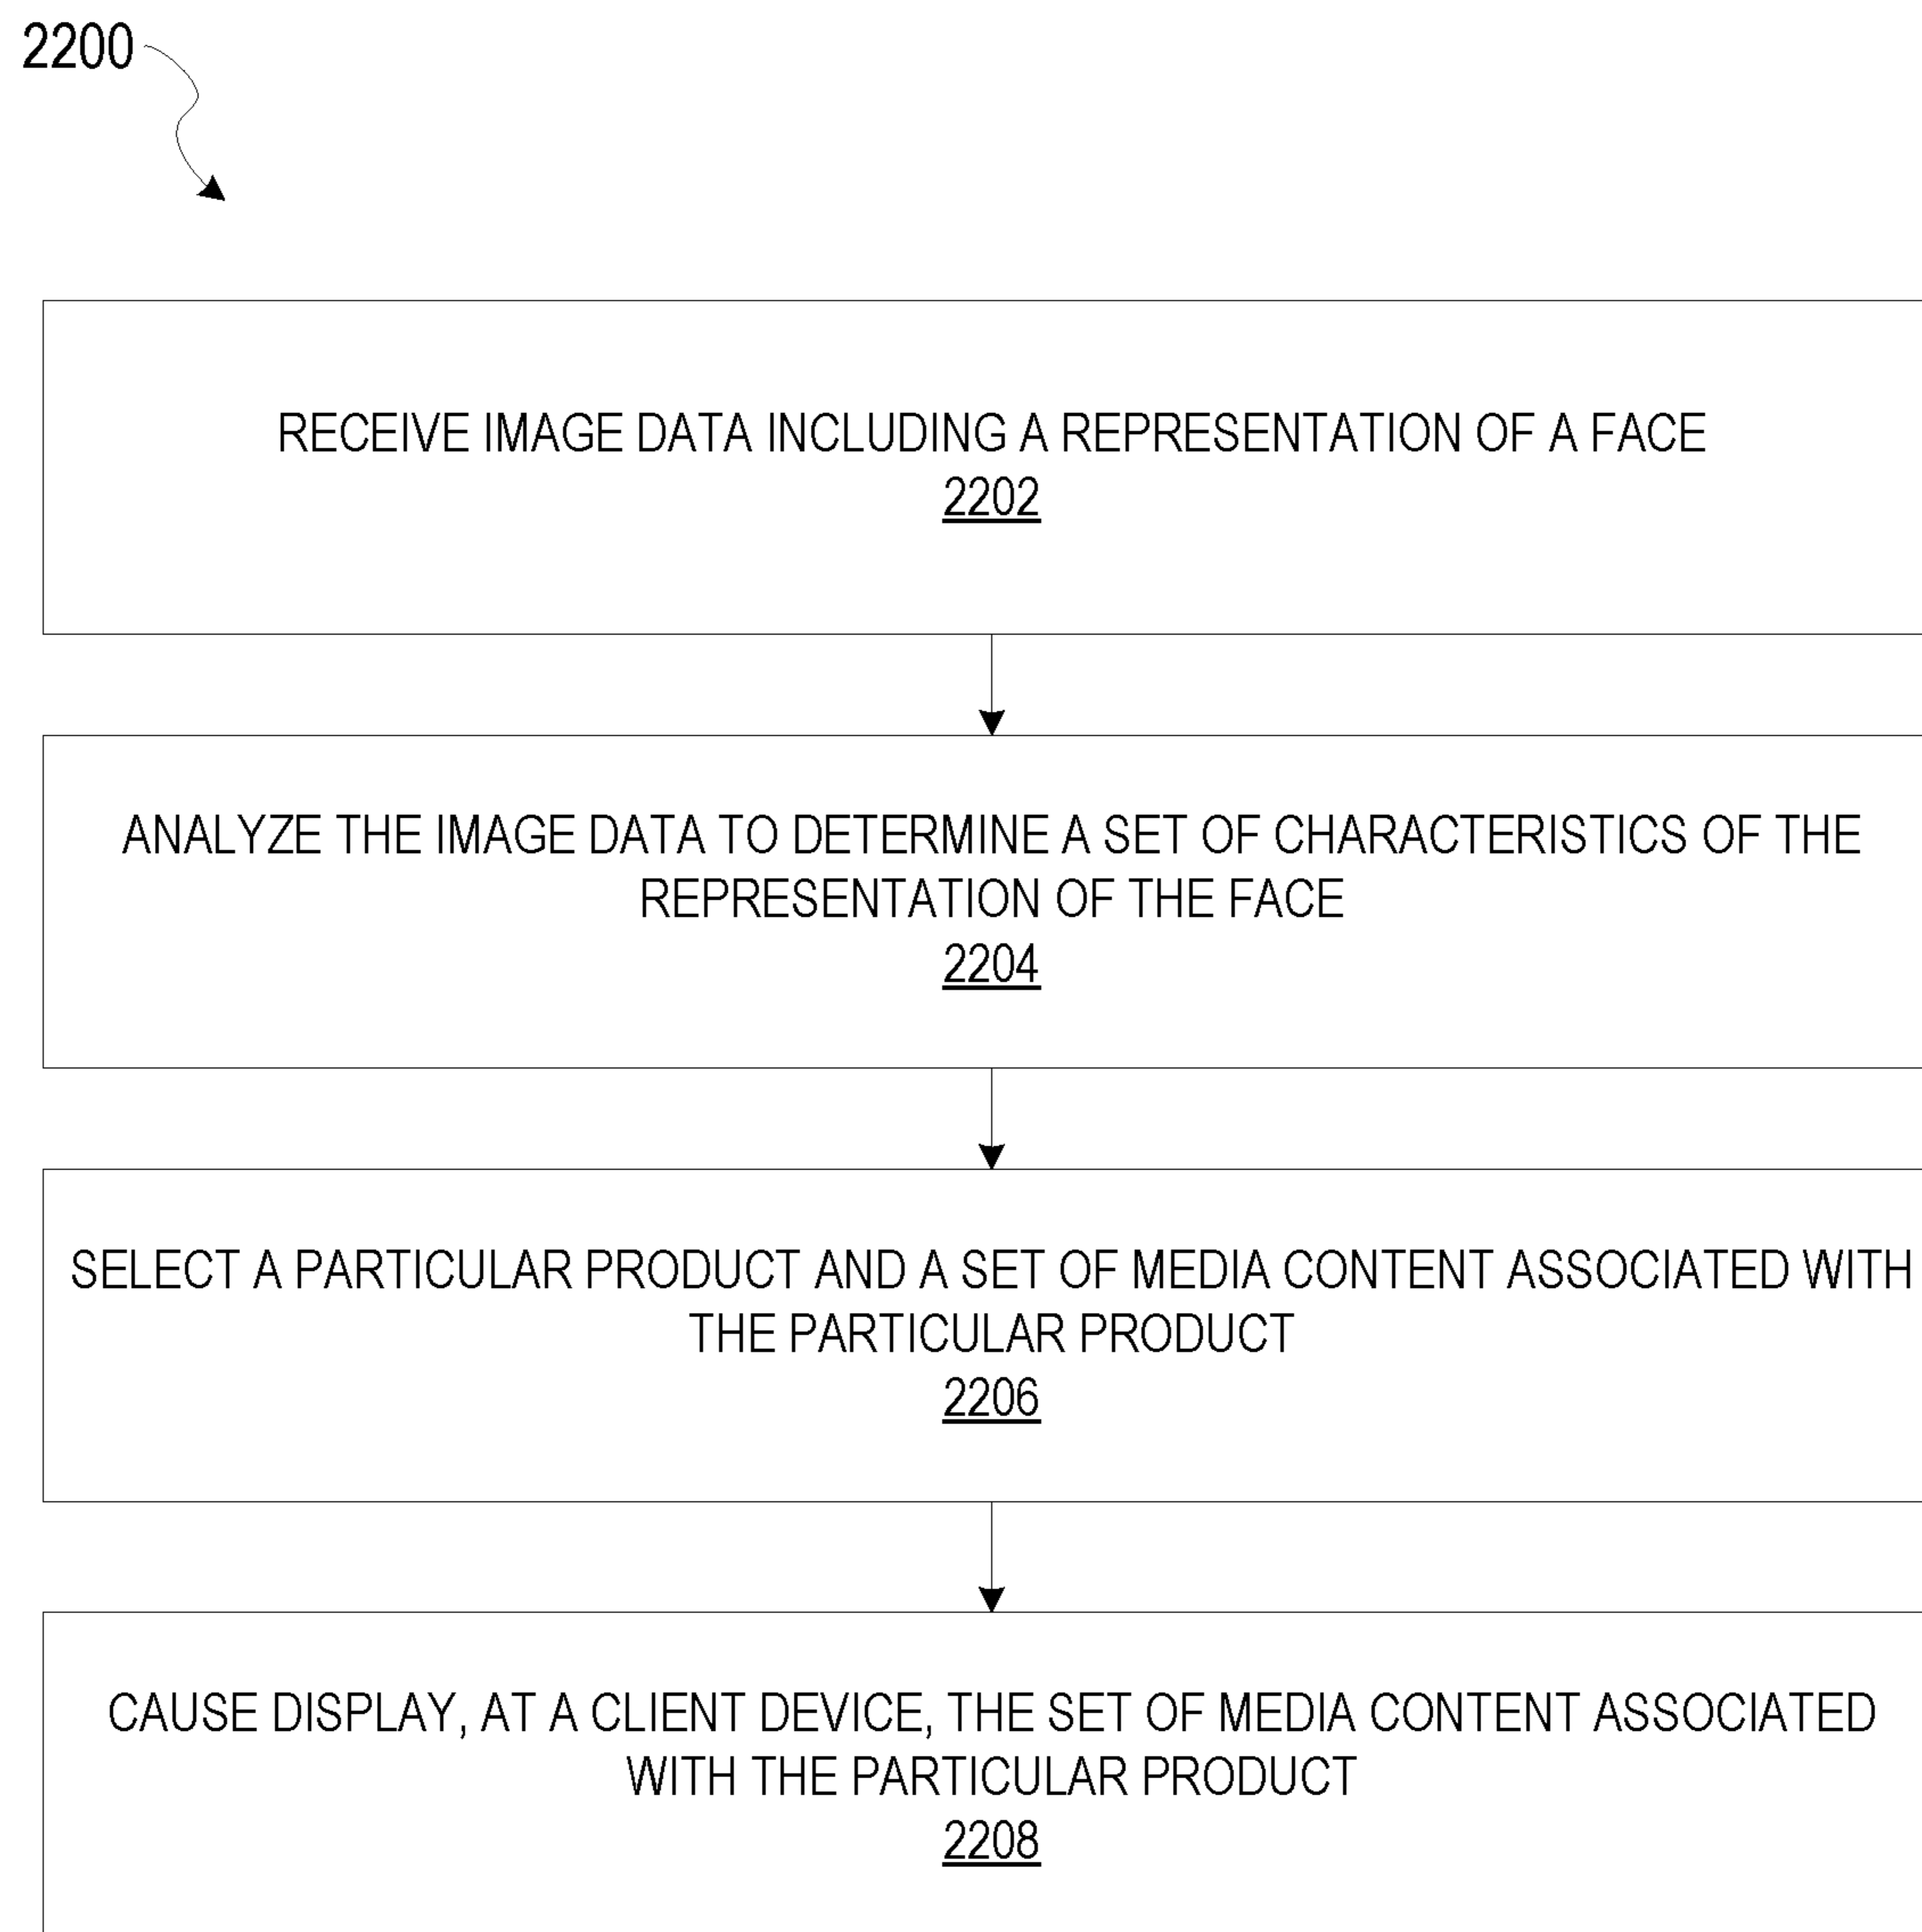 2200
RECEIVE IMAGE DATA INCLUDING A REPRESENTATION OF A FACE
2202
ANALYZE THE IMAGE DATA TO DETERMINE A SET OF CHARACTERISTICS OF THE
REPRESENTATION OF THE FACE
2204
SELECT A PARTICULAR PRODUCT AND A SET OF MEDIA CONTENT ASSOCIATED WITH
THE PARTICULAR PRODUCT
2206
CAUSE DISPLAY, AT A CLIENT DEVICE, THE SET OF MEDIA CONTENT ASSOCIATED
WITH THE PARTICULAR PRODUCT
2208